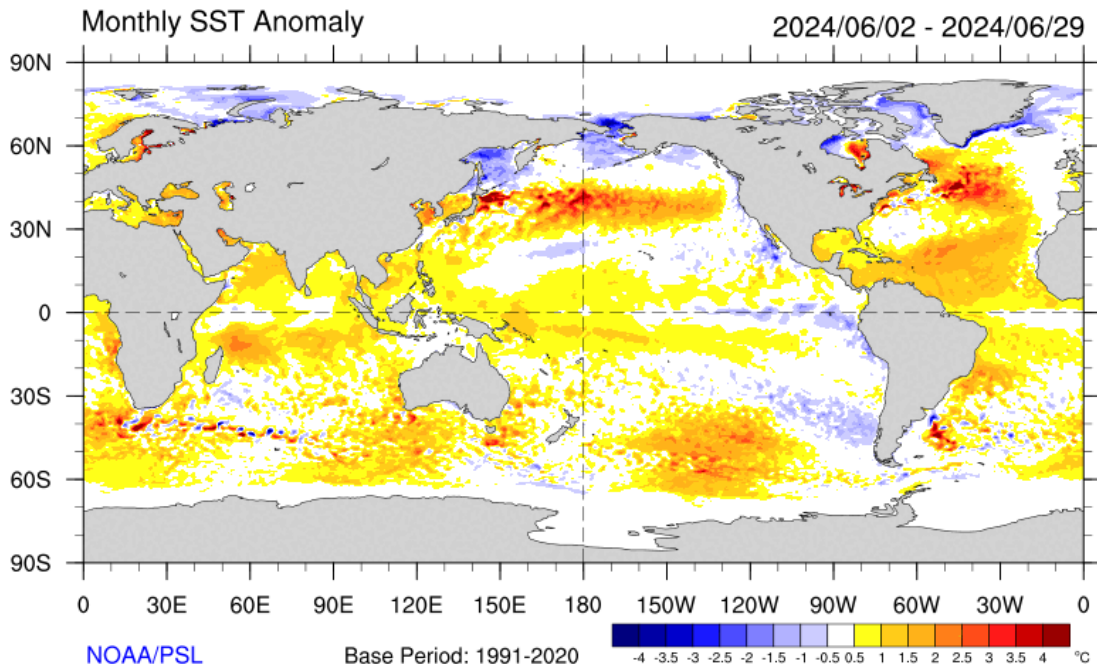 Monthly SST Anomaly 2024/06/02 - 2024/06/29
90N
60N
30N
0
30S
60S
90S
0 30E 60E 90E 120E 150E 180 150W 120W 90W 60W 30W 0
-4 -3.5 -3 -2.5 -2 -1.5 -1 -0.5 0.5 1 1.5 2 2.5 3 3.5 4 °C
NOAA/PSL Base Period: 1991-2020